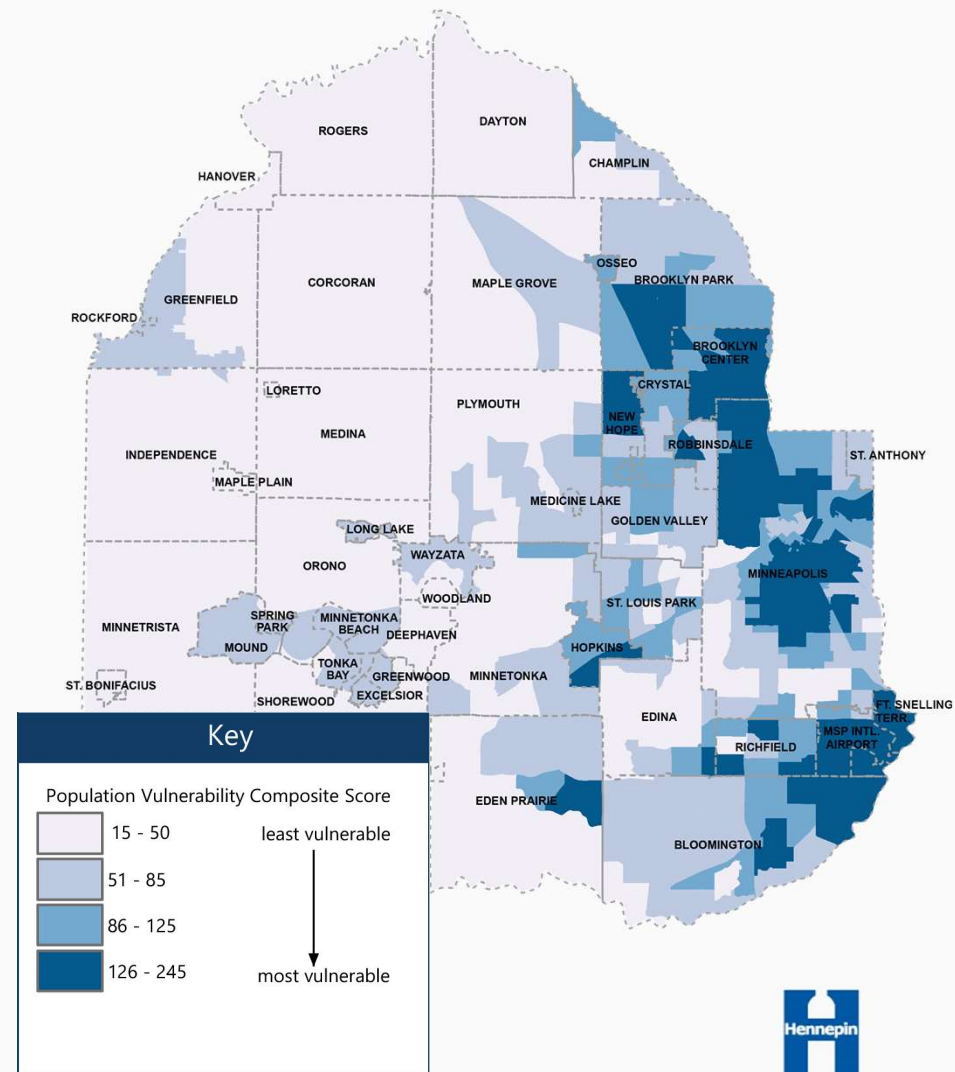 ROGERS
DAYTON
CHAMPLIN
HANOVER
OSSEO
BROOKLYN PARK
CORCORAN
MAPLE GROVE
GREENFIELD
ROCKFORD
BROOKLYN
CENTER
CRYSTAL
LORETTO
PLYMOUTH
NEW
HOPE
MEDINA
ROBBINSDALE
INDEPENDENCE
ST. ANTHONY
MAPLE PLAIN
MEDICINE LAKE
GOLDEN VALLEY
LONG LAKE
WAYZATA
ORONO
MINNEAPOLIS
WOODLAND
ST. LOUIS PARK
SPRING
PARK
MINNETONKA
BEACH
MINNETRISTA
DEEPHAVEN
MOUND
HOPKINS
TONKA
BAY
GREENWOOD
MINNETONKA
ST. BONIFACIUS
EXCELSIOR
SHOREWOOD
FT. SNELLING
TERR.
EDINA
MSP INTL.
AIRPORT
RICHFIELD
EDEN PRAIRIE
BLOOMINGTON
Key
Population Vulnerability Composite Score
15 - 50
least vulnerable
51 - 85
86 - 125
126 - 245
most vulnerable
Hennepin